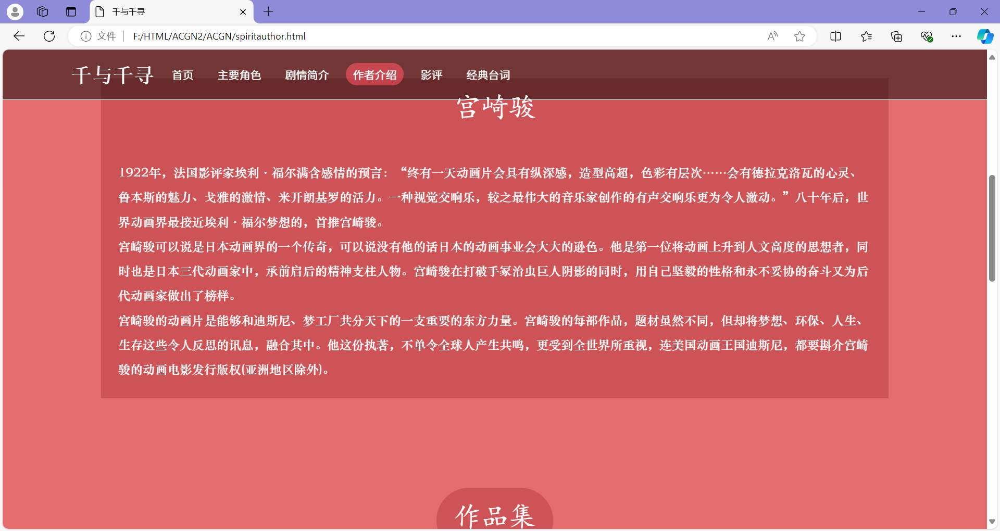 千与千寻
文件 F:/HTML/ACGN2/ACGN/spiritauthor.html
千与千寻 首页 主要角色 剧情简介 作者介绍 影评 经典台词
宫崎骏
1922年，法国影评家埃利·福尔满含感情的预言：“终有一天动画片会具有纵深感，造型高超，色彩有层次……会有德拉克洛瓦的心灵、
鲁本斯的魅力、戈雅的激情、米开朗基罗的活力。一种视觉交响乐，较之最伟大的音乐家创作的有声交响乐更为令人激动。”八十年后，世
界动画界最接近埃利·福尔梦想的，首推宫崎骏。
宫崎骏可以说是日本动画界的一个传奇，可以说没有他的话日本的动画事业会大大的逊色。他是第一位将动画上升到人文高度的思想者，同
时也是日本三代动画家中，承前启后的精神支柱人物。宫崎骏在打破手冢治虫巨人阴影的同时，用自己坚毅的性格和永不妥协的奋斗又为后
代动画家做出了榜样。
宫崎骏的动画片是能够和迪斯尼、梦工厂共分天下的一支重要的东方力量。宫崎骏的每部作品，题材虽然不同，但却将梦想、环保、人生、
生存这些令人反思的讯息，融合其中。他这份执著，不单令全球人产生共鸣，更受到全世界所重视，连美国动画王国迪斯尼，都要斟介宫崎
骏的动画电影发行版权(亚洲地区除外)。
作品集